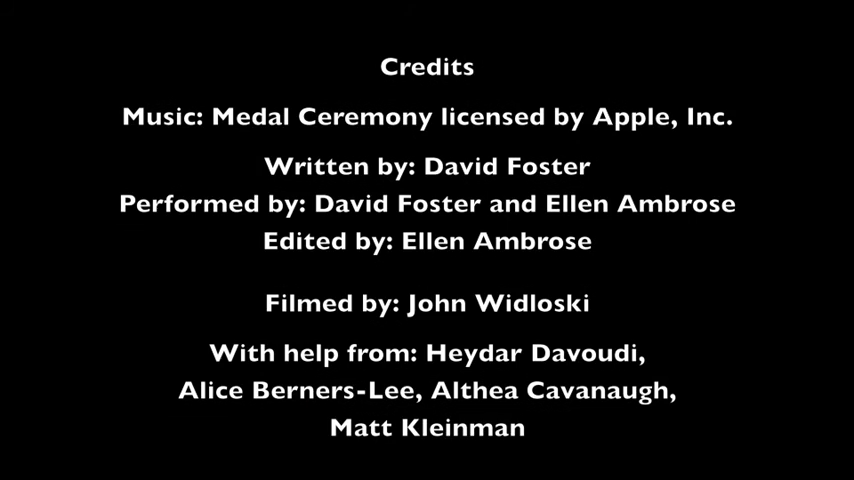 Credits
Music: Medal Ceremony licensed by Apple, Inc.
Written by: David Foster
Performed by: David Foster and Ellen Ambrose
Edited by: Ellen Ambrose
Filmed by: John Widloski
With help from: Heydar Davoudi,
Alice Berners-Lee, Althea Cavanaugh,
Matt Kleinman